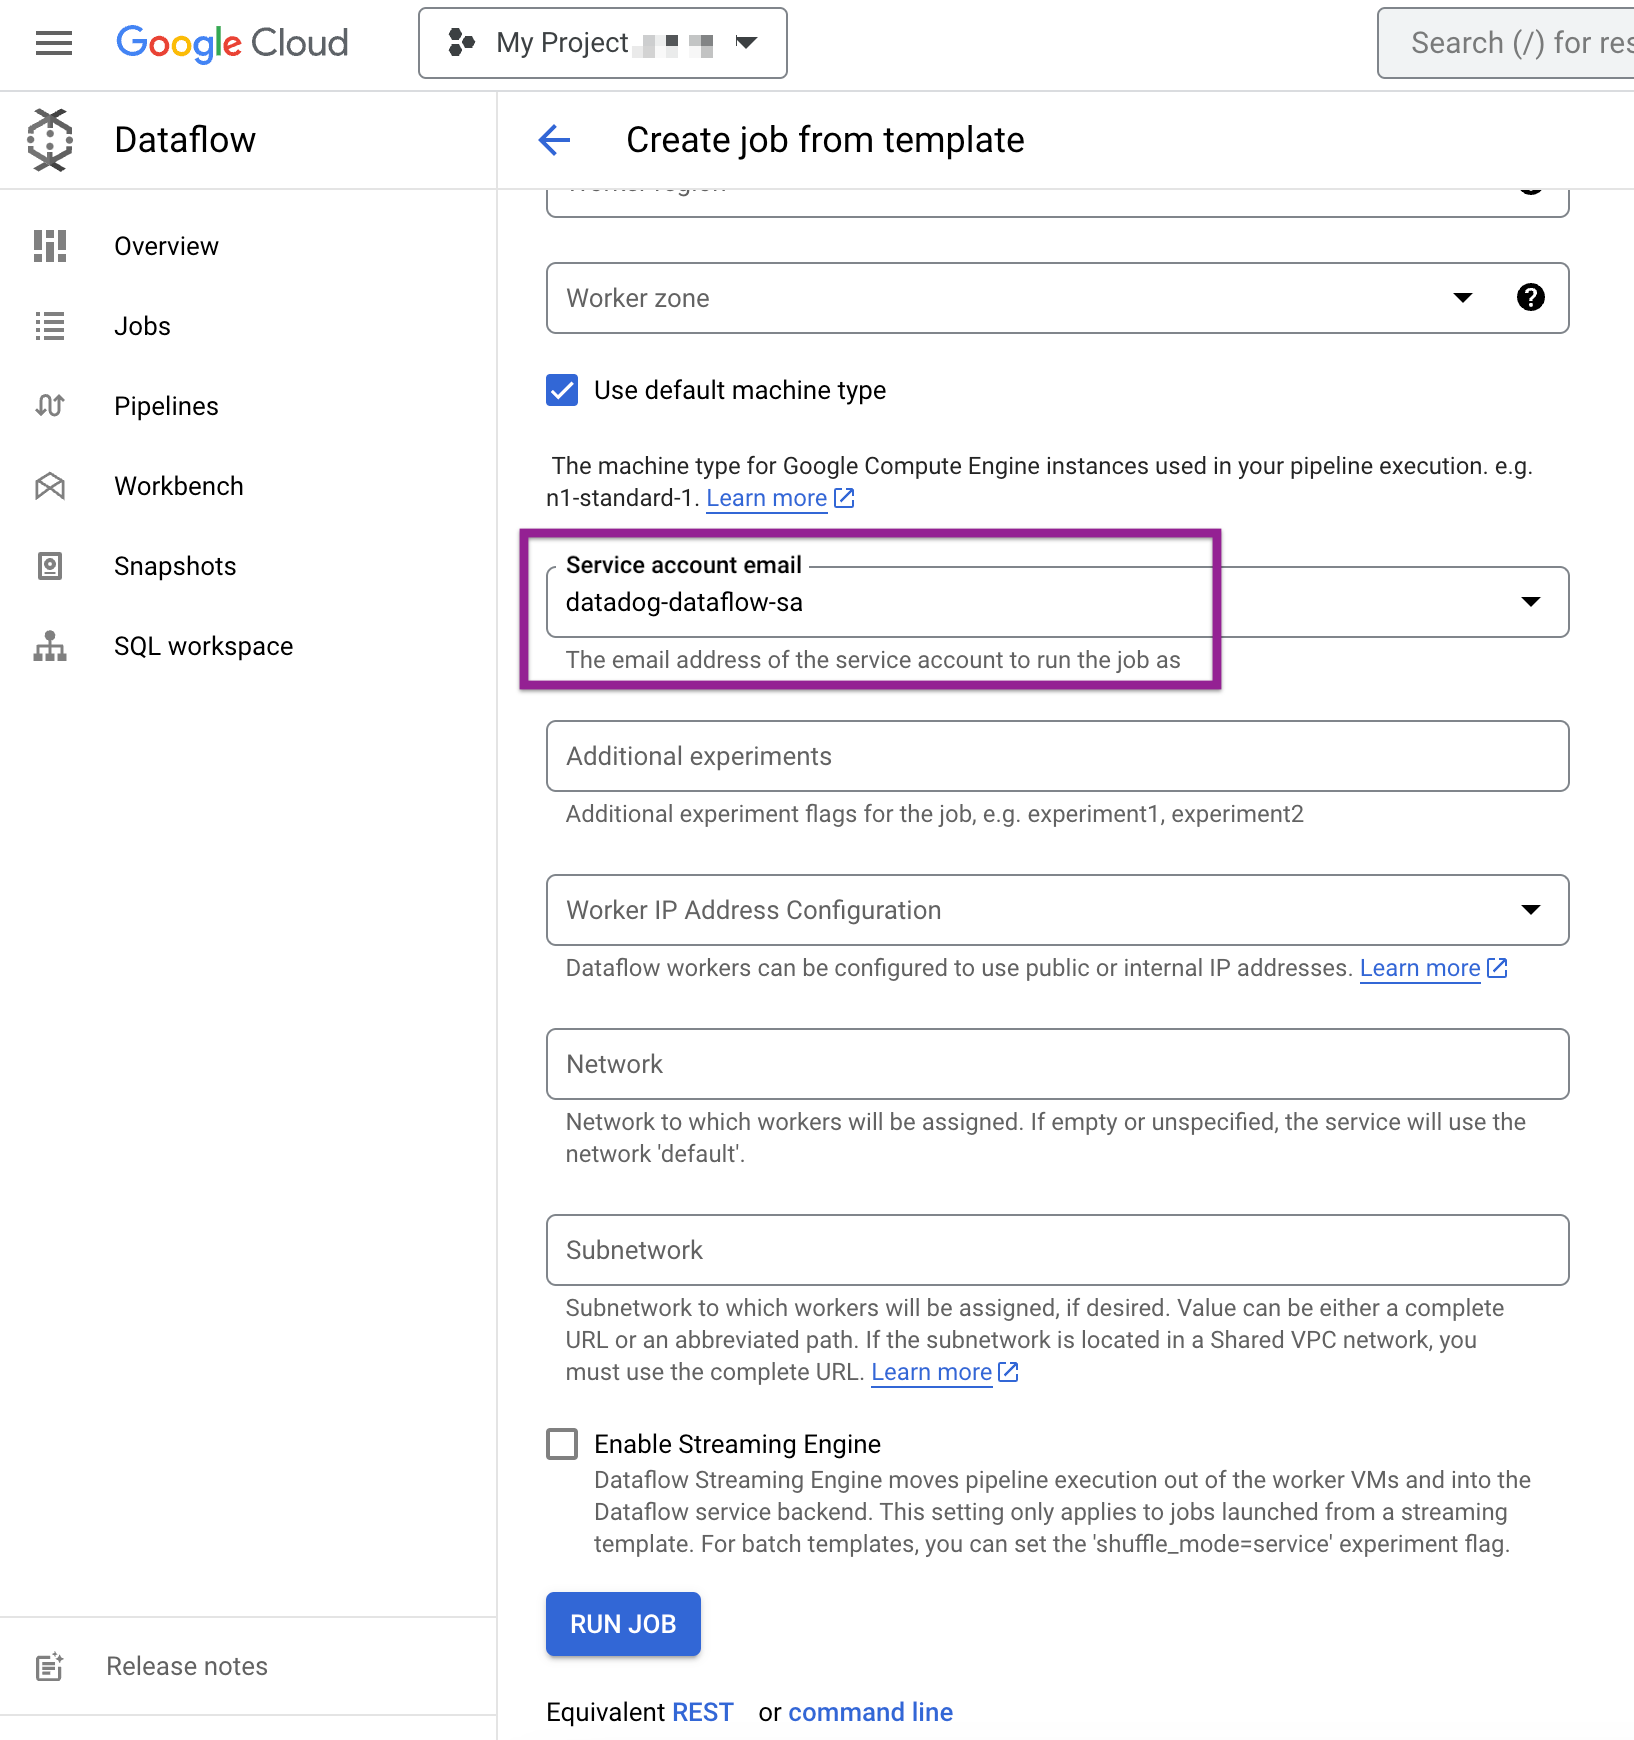 Google Cloud
My Project
Search (/) for res
Dataflow
Create job from template
Overview
Jobs
Pipelines
Workbench
Snapshots
SQL workspace
Release notes
Worker zone
Use default machine type
The machine type for Google Compute Engine instances used in your pipeline execution. e.g.
n1-standard-1. Learn more
Service account email
datadog-dataflow-sa
The email address of the service account to run the job as
Additional experiments
Additional experiment flags for the job, e.g. experiment1, experiment2
Worker IP Address Configuration
Dataflow workers can be configured to use public or internal IP addresses. Learn more
Network
Network to which workers will be assigned. If empty or unspecified, the service will use the
network 'default'.
Subnetwork
Subnetwork to which workers will be assigned, if desired. Value can be either a complete
URL or an abbreviated path. If the subnetwork is located in a Shared VPC network, you
must use the complete URL. Learn more
Enable Streaming Engine
Dataflow Streaming Engine moves pipeline execution out of the worker VMs and into the
Dataflow service backend. This setting only applies to jobs launched from a streaming
template. For batch templates, you can set the 'shuffle_mode=service' experiment flag.
RUN JOB
Equivalent REST or command line